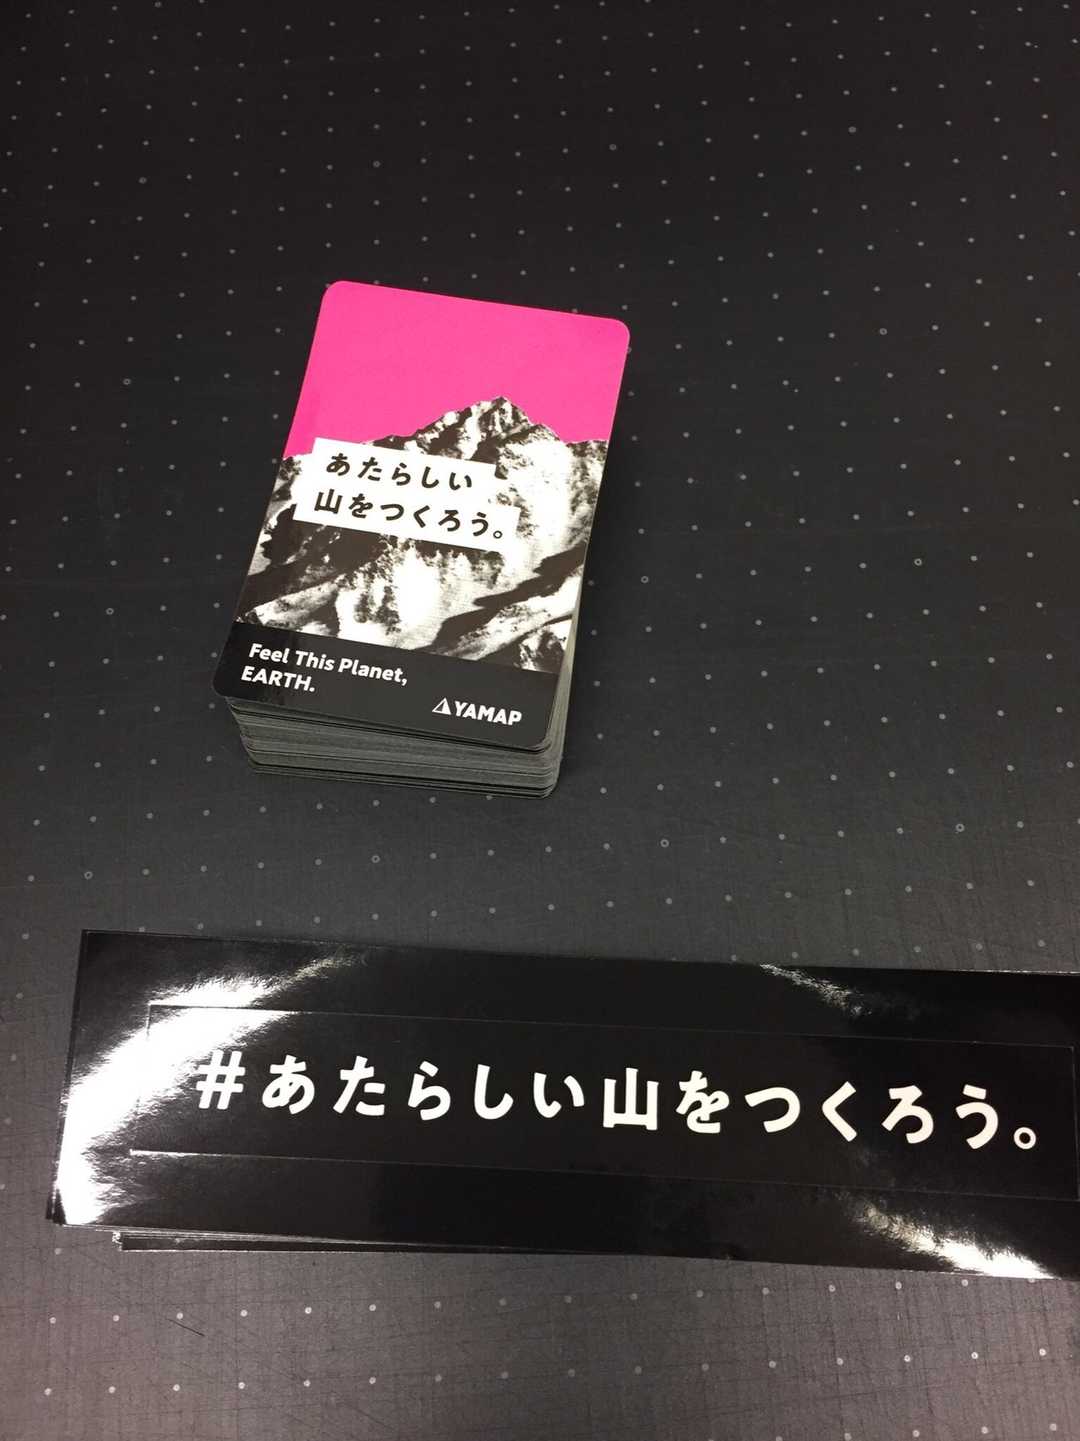 あたらしい
山をつくろう。
Feel This Planet,
EARTH.
YAMAP
#あたらしい山をつくろう。